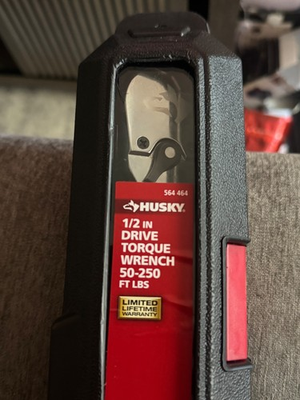 564 464
HUSKY
1/2 IN
DRIVE
TORQUE
WRENCH
50-250
FT LBS
LIMITED
LIFETIME
WARRANTY